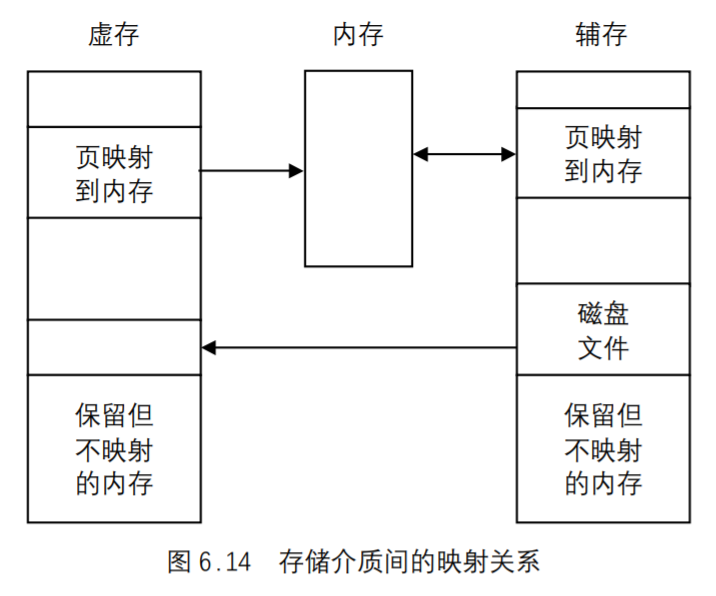 虚存
内存
辅存
页映射
到内存
页映射
到内存
磁盘
文件
保留但
不映射
的内存
保留但
不映射
的内存
图 6.14 存储介质间的映射关系